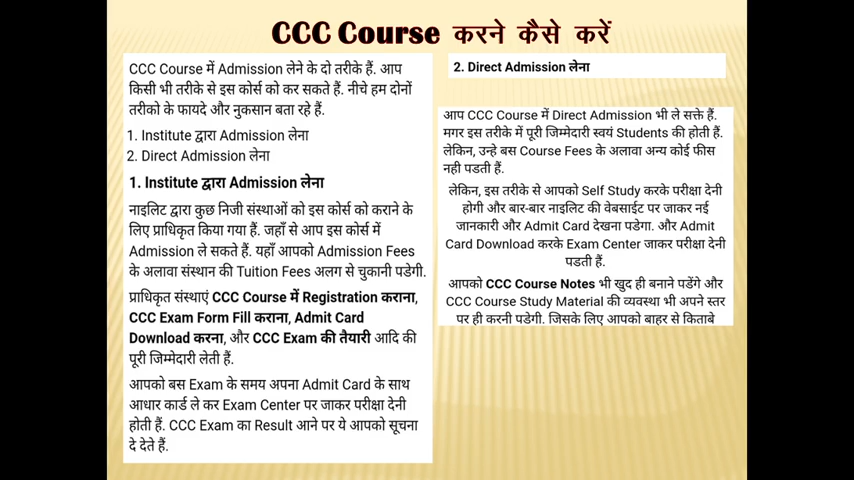 CCC Course करने कैसे करें
CCC Course में Admission लेने के दो तरीके हैं. आप
किसी भी तरीके से इस कोर्स को कर सकते हैं. नीचे हम दोनों
तरीको के फायदे और नुकसान बता रहे हैं.
1. Institute द्वारा Admission लेना
2. Direct Admission लेना
1. Institute द्वारा Admission लेना
नाइलिट द्वारा कुछ निजी संस्थाओं को इस कोर्स को कराने के
लिए प्राधिकृत किया गया हैं. जहाँ से आप इस कोर्स में
Admission ले सकते हैं. यहाँ आपको Admission Fees
के अलावा संस्थान की Tuition Fees अलग से चुकानी पडेगी.
प्राधिकृत संस्थाएं CCC Course में Registration कराना,
CCC Exam Form Fill कराना, Admit Card
Download करना, और CCC Exam की तैयारी आदि की
पूरी जिम्मेदारी लेती हैं.
आपको बस Exam के समय अपना Admit Card के साथ
आधार कार्ड ले कर Exam Center पर जाकर परीक्षा देनी
होती हैं. CCC Exam का Result आने पर ये आपको सूचना
दे देते हैं.
2. Direct Admission लेना
आप CCC Course में Direct Admission भी ले सक्ते हैं.
मगर इस तरीके में पूरी जिम्मेदारी स्वयं Students की होती हैं.
लेकिन, उन्हे बस Course Fees के अलावा अन्य कोई फीस
नही पडती हैं.
लेकिन, इस तरीके से आपको Self Study करके परीक्षा देनी
होगी और बार-बार नाइलिट की वेबसाईट पर जाकर नई
जानकारी और Admit Card देखना पडेगा. और Admit
Card Download करके Exam Center जाकर परीक्षा देनी
पडती हैं.
आपको CCC Course Notes भी खुद ही बनाने पडेंगे और
CCC Course Study Material की व्यवस्था भी अपने स्तर
पर ही करनी पडेगी. जिसके लिए आपको बाहर से किताबे